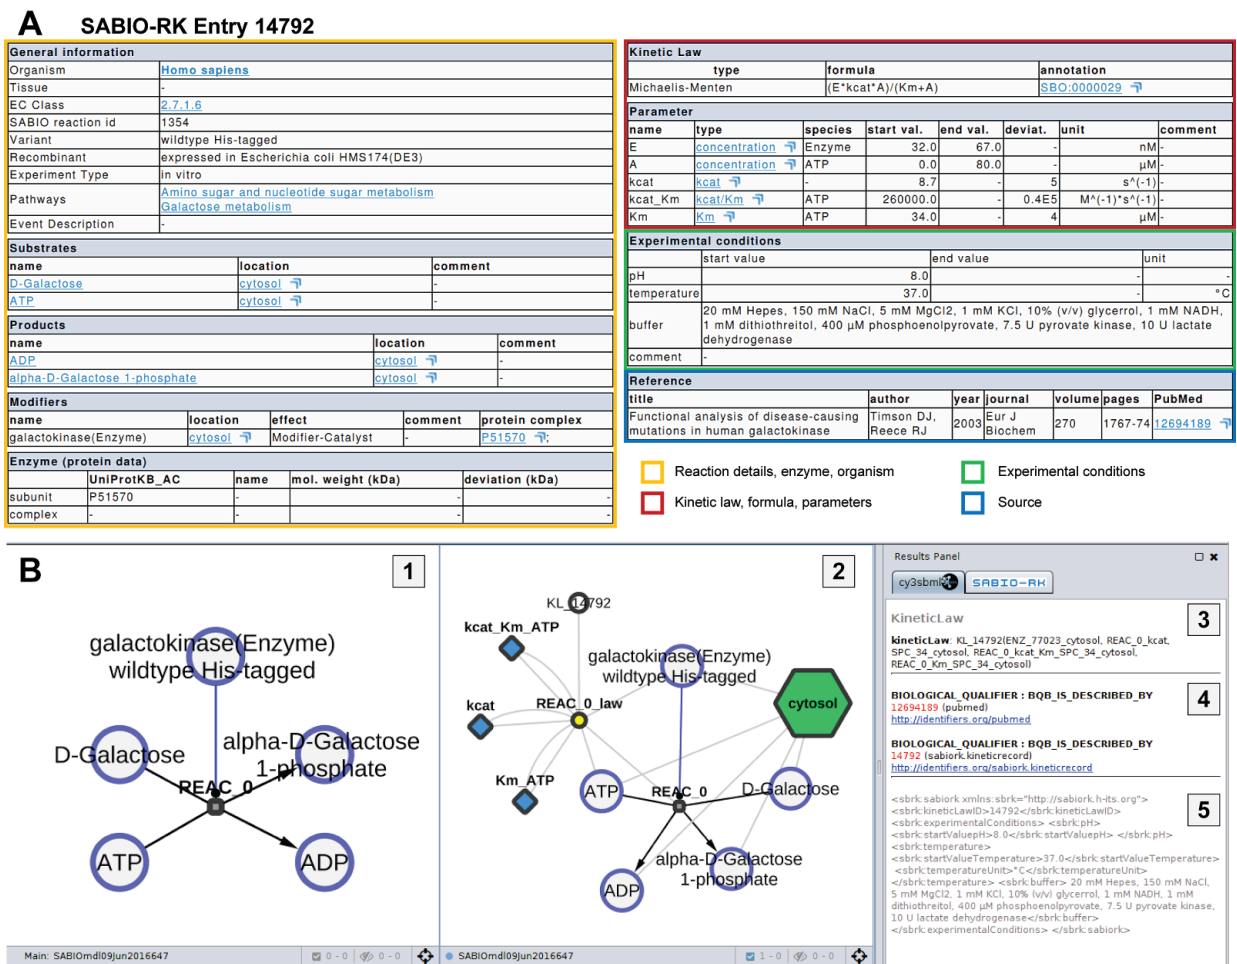 A SABIO-RK Entry 14792
General information
Organism Homo sapiens
Tissue -
EC Class 2.7.1.6
SABIO reaction id 1354
Variant wildtype His-tagged
Recombinant expressed in Escherichia coli HMS174(DE3)
Experiment Type in vitro
Pathways Amino sugar and nucleotide sugar metabolism
Galactose metabolism
Event Description -
Substrates
name location comment
D-Galactose cytosol -
ATP cytosol -
Products
name location comment
ADP cytosol -
alpha-D-Galactose 1-phosphate cytosol -
Modifiers
name location effect comment protein complex
galactokinase(Enzyme) cytosol Modifier-Catalyst - P51570 ;
Enzyme (protein data)
UniProtKB_AC name mol. weight (kDa) deviation (kDa)
subunit P51570 - - -
complex - - - -
Kinetic Law
type formula annotation
Michaelis-Menten (E*kcat*A)/(Km+A) SBO:0000029
Parameter
name type species start val. end val. deviat. unit comment
E concentration Enzyme 32.0 67.0 - nM -
A concentration ATP 0.0 80.0 - µM -
kcat kcat - 8.7 - 5 s^(-1) -
kcat_Km kcat/Km ATP 260000.0 - 0.4E5 M^(-1)*s^(-1) -
Km Km ATP 34.0 - 4 µM -
Experimental conditions
start value end value unit
pH 8.0 - -
temperature 37.0 - °C
buffer 20 mM Hepes, 150 mM NaCl, 5 mM MgCl2, 1 mM KCl, 10% (v/v) glycerrol, 1 mM NADH,
1 mM dithiothreitol, 400 µM phosphoenolpyrovate, 7.5 U pyrovate kinase, 10 U lactate
dehydrogenase
comment -
Reference
title author year journal volume pages PubMed
Functional analysis of disease-causing Timson DJ, 2003 Eur J 270 1767-74 12694189
mutations in human galactokinase Reece RJ Biochem
Reaction details, enzyme, organism
Experimental conditions
Kinetic law, formula, parameters
Source
B
1
galactokinase(Enzyme)
wildtype His-tagged
D-Galactose
alpha-D-Galactose
1-phosphate
REAC_0
ATP
ADP
Main: SABIOmdl09Jun2016647 0 - 0 0 - 0
2
KL_14792
kcat_Km_ATP
galactokinase(Enzyme)
wildtype His-tagged
kcat
REAC_0_law
cytosol
Km_ATP
ATP
REAC_0
D-Galactose
alpha-D-Galactose
1-phosphate
ADP
SABIOmdl09Jun2016647 1 - 0 0 - 0
Results Panel
cy3sbml SABIO-RK
3
KineticLaw
kineticLaw: KL_14792(ENZ_77023_cytosol, REAC_0_kcat,
SPC_34_cytosol, REAC_0_kcat_Km_SPC_34_cytosol,
REAC_0_Km_SPC_34_cytosol)
4
BIOLOGICAL_QUALIFIER : BQB_IS_DESCRIBED_BY
12694189 (pubmed)
http://identifiers.org/pubmed
BIOLOGICAL_QUALIFIER : BQB_IS_DESCRIBED_BY
14792 (sabiork.kineticrecord)
http://identifiers.org/sabiork.kineticrecord
5
<sbrk:sabiork xmlns:sbrk="http://sabiork.h-its.org">
<sbrk:kineticLawID>14792</sbrk:kineticLawID>
<sbrk:experimentalConditions> <sbrk:pH>
<sbrk:startValuepH>8.0</sbrk:startValuepH> </sbrk:pH>
<sbrk:temperature>
<sbrk:startValueTemperature>37.0</sbrk:startValueTemperature>
<sbrk:temperatureUnit>°C</sbrk:temperatureUnit>
</sbrk:temperature> <sbrk:buffer> 20 mM Hepes, 150 mM NaCl,
5 mM MgCl2, 1 mM KCl, 10% (v/v) glycerrol, 1 mM NADH, 1 mM
dithiothreitol, 400 µM phosphoenolpyrovate, 7.5 U pyrovate kinase,
10 U lactate dehydrogenase</sbrk:buffer>
</sbrk:experimentalConditions> </sbrk:sabiork>